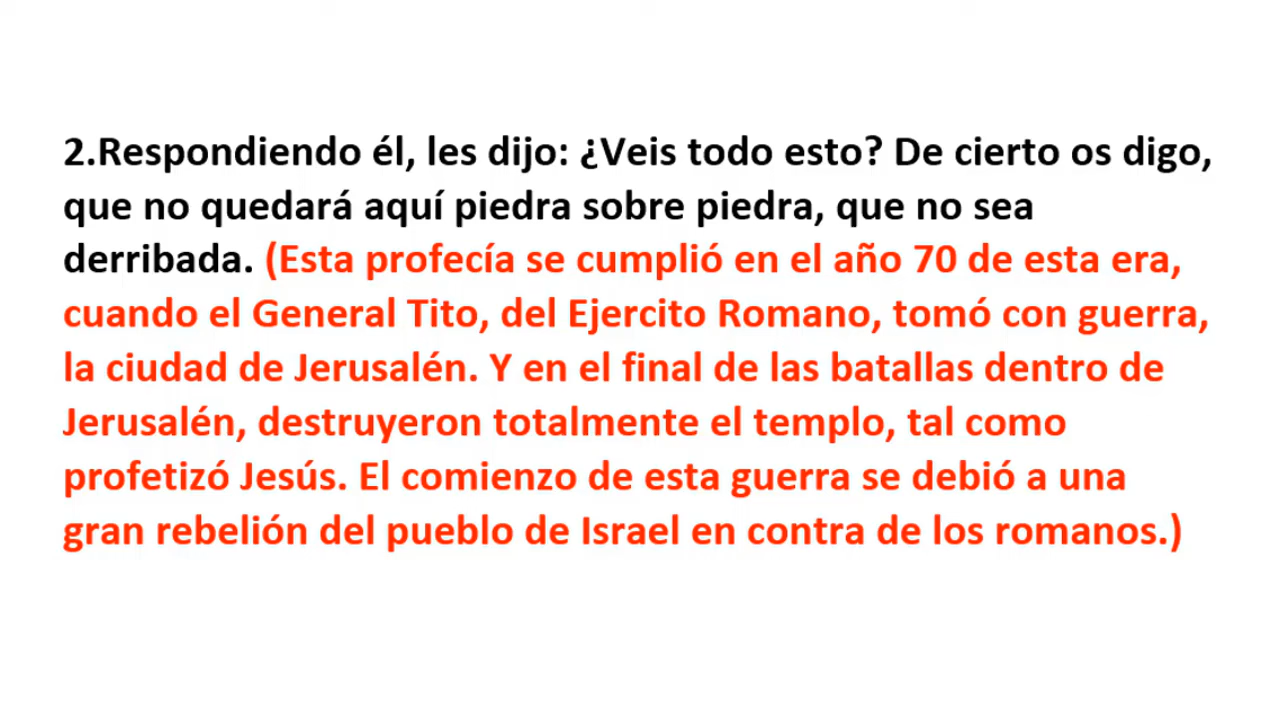 2.Respondiendo él, les dijo: ¿Veis todo esto? De cierto os digo,
que no quedará aquí piedra sobre piedra, que no sea
derribada. (Esta profecía se cumplió en el año 70 de esta era,
cuando el General Tito, del Ejercito Romano, tomó con guerra,
la ciudad de Jerusalén. Y en el final de las batallas dentro de
Jerusalén, destruyeron totalmente el templo, tal como
profetizó Jesús. El comienzo de esta guerra se debió a una
gran rebelión del pueblo de Israel en contra de los romanos.)